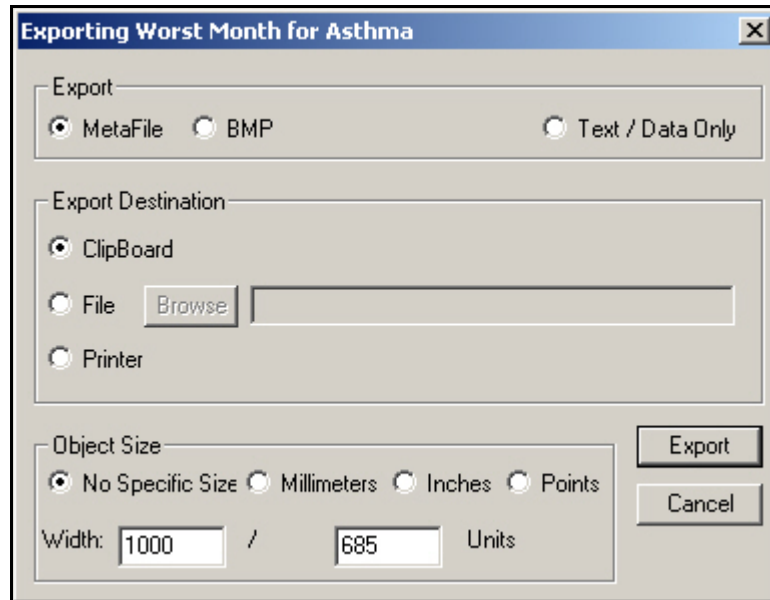 Exporting Worst Month for Asthma
Export
MetaFile BMP Text / Data Only
Export Destination
ClipBoard
File Browse
Printer
Object Size
No Specific Size Millimeters Inches Points
Width: 1000 / 685 Units
Export
Cancel